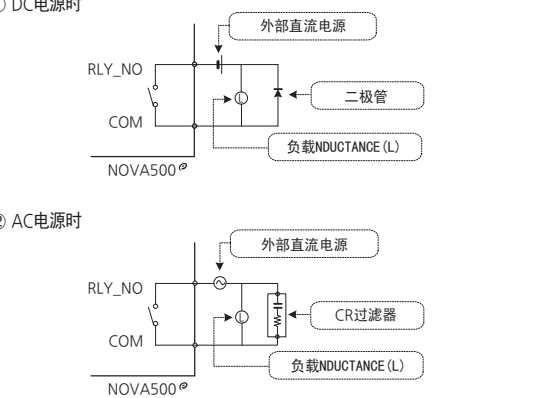 DC电源时
外部直流电源
RLY_NO
二极管
COM
负载NDUCTANCE(L)
L
NOVA500
② AC电源时
外部直流电源
RLY_NO
CR过滤器
L
COM
负载NDUCTANCE(L)
NOVA500